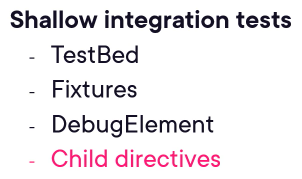 Shallow integration tests
- TestBed
- Fixtures
- DebugElement
- Child directives